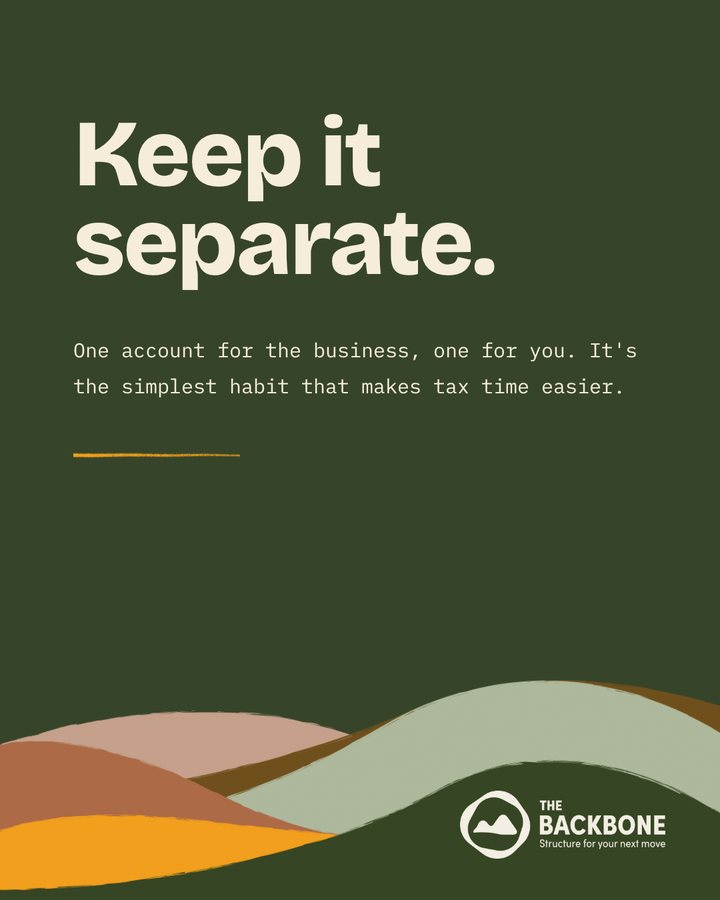 Keep it
separate.
One account for the business, one for you. It's
the simplest habit that makes tax time easier.
THE
BACKBONE
Structure for your next move